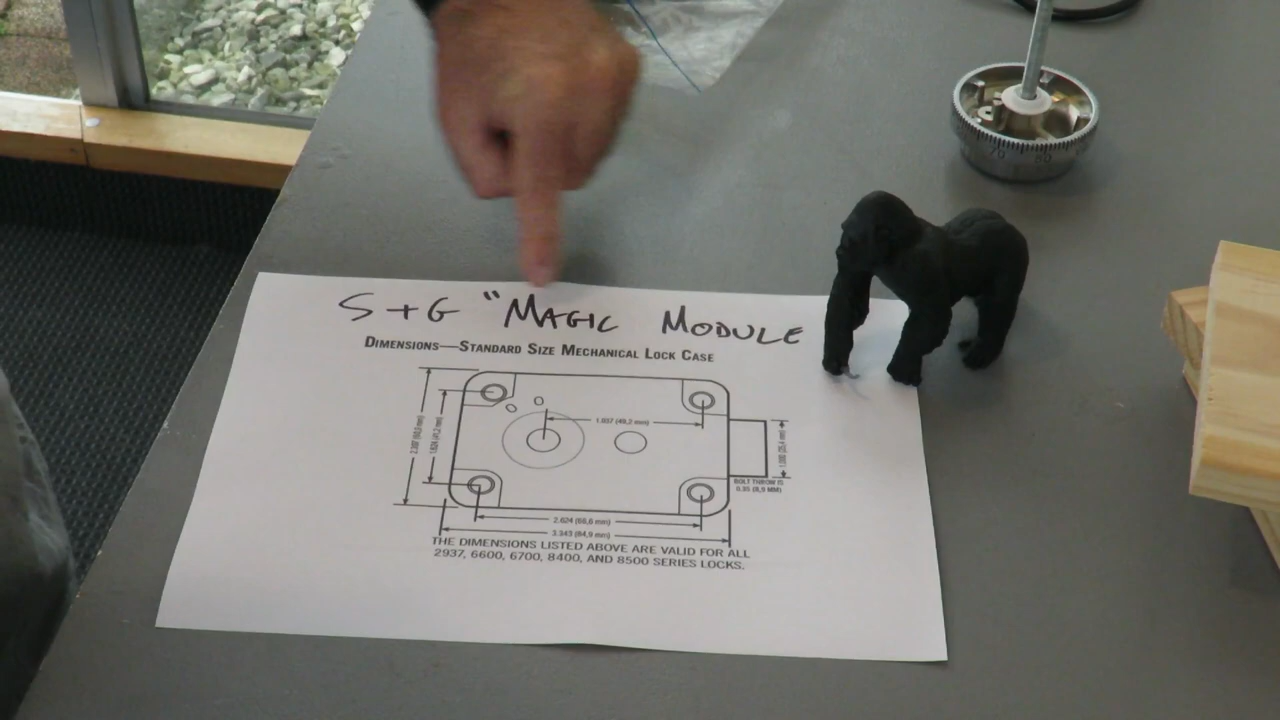 S+G "MAGIC MODULE
DIMENSIONS—STANDARD SIZE MECHANICAL LOCK CASE
1.937 (49,2 mm)
BOLT THROW IS
0.35 (8,9 MM)
2.624 (66,6 mm)
3.343 (84,9 mm)
THE DIMENSIONS LISTED ABOVE ARE VALID FOR ALL
2937, 6600, 6700, 8400, AND 8500 SERIES LOCKS.